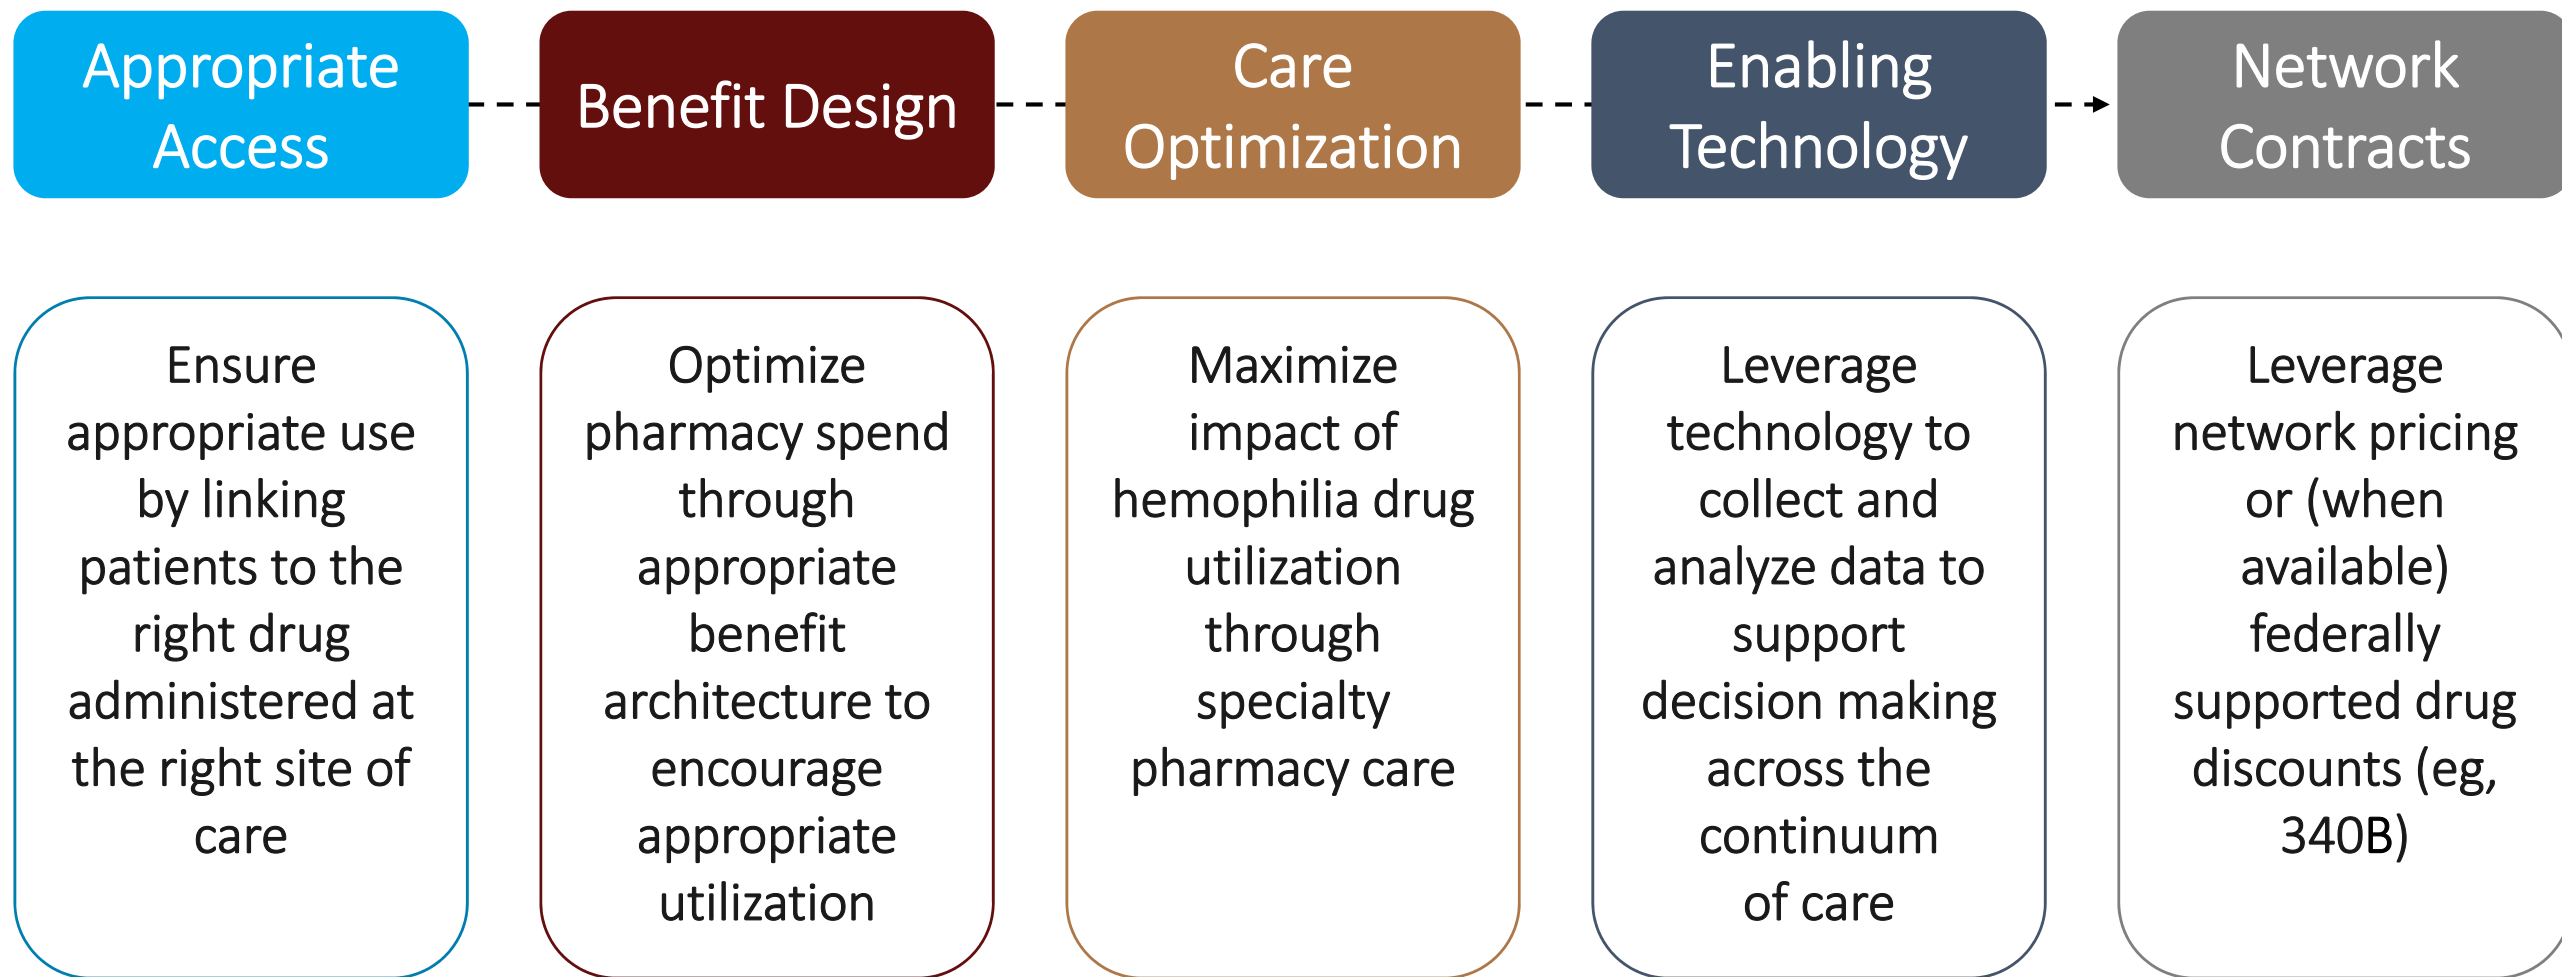 Appropriate
Access
Benefit Design
Care
Optimization
Enabling
Technology
Network
Contracts
Ensure
appropriate use
by linking
patients to the
right drug
administered at
the right site of
care
Optimize
pharmacy spend
through
appropriate
benefit
architecture to
encourage
appropriate
utilization
Maximize
impact of
hemophilia drug
utilization
through
specialty
pharmacy care
Leverage
technology to
collect and
analyze data to
support
decision making
across the
continuum
of care
Leverage
network pricing
or (when
available)
federally
supported drug
discounts (eg,
340B)